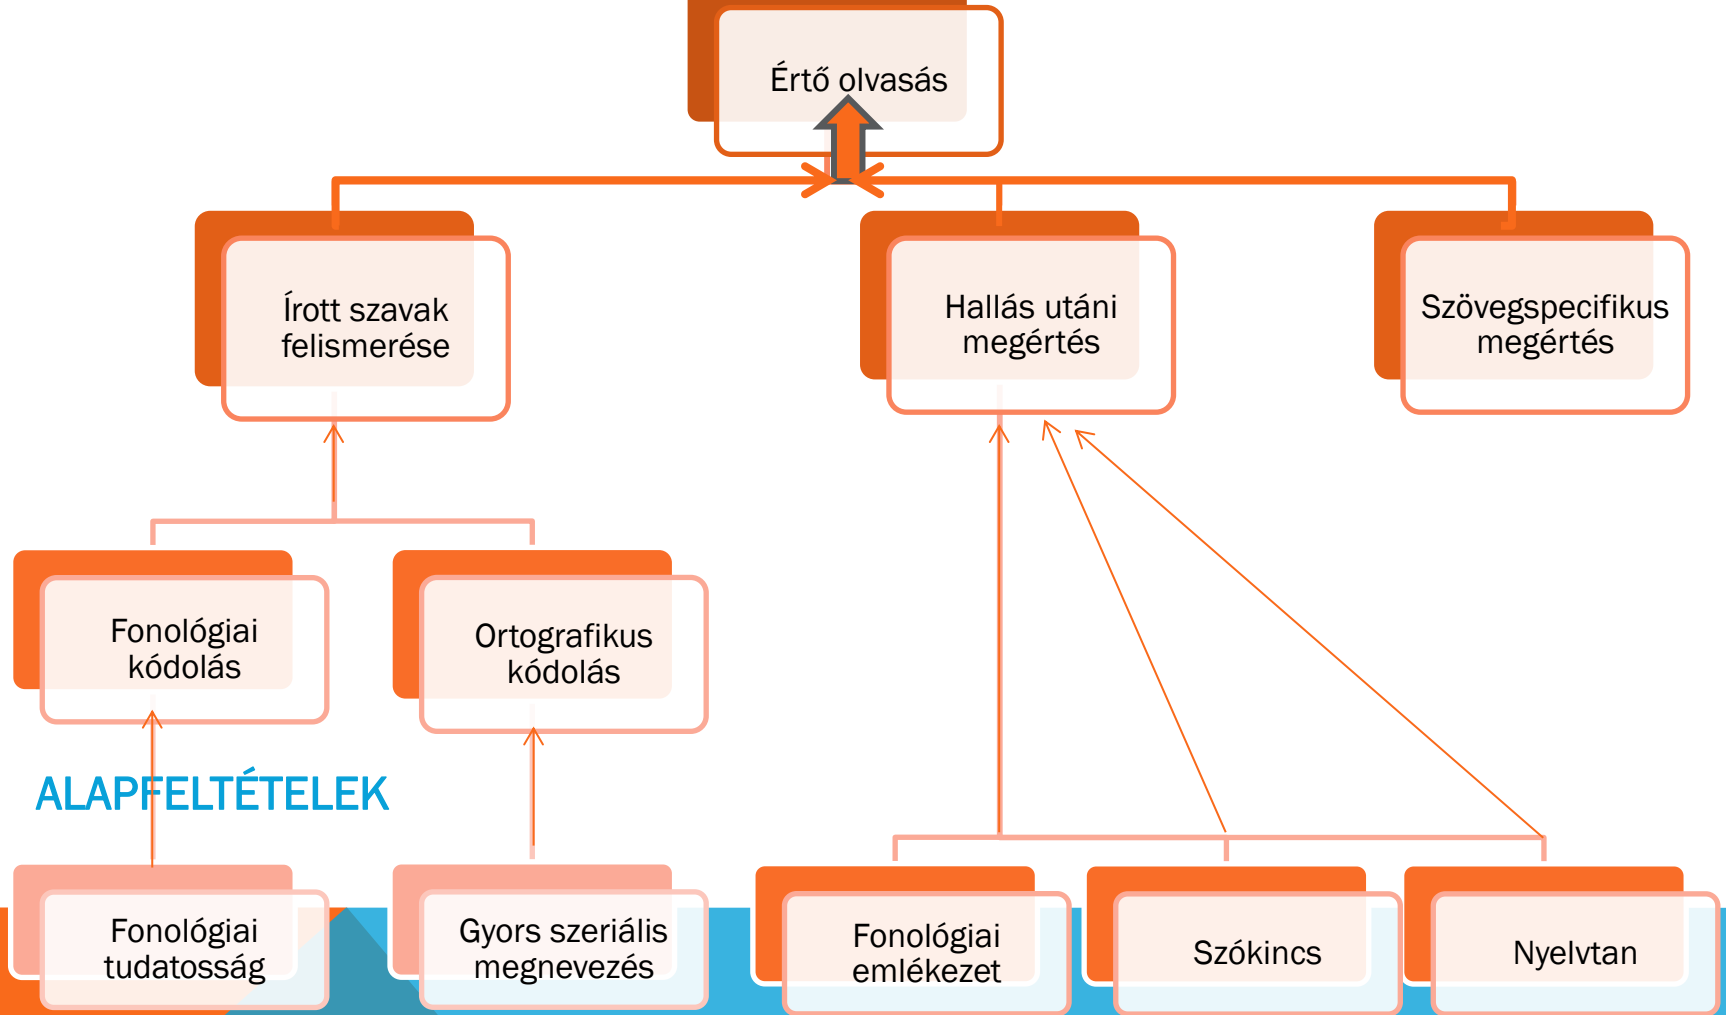 Értő olvasás
Írott szavak
felismerése
Hallás utáni
megértés
Szövegspecifikus
megértés
Fonológiai
kódolás
Ortografikus
kódolás
ALAPFELTÉTELEK
Fonológiai
tudatosság
Gyors szeriális
megnevezés
Fonológiai
emlékezet
Szókincs
Nyelvtan